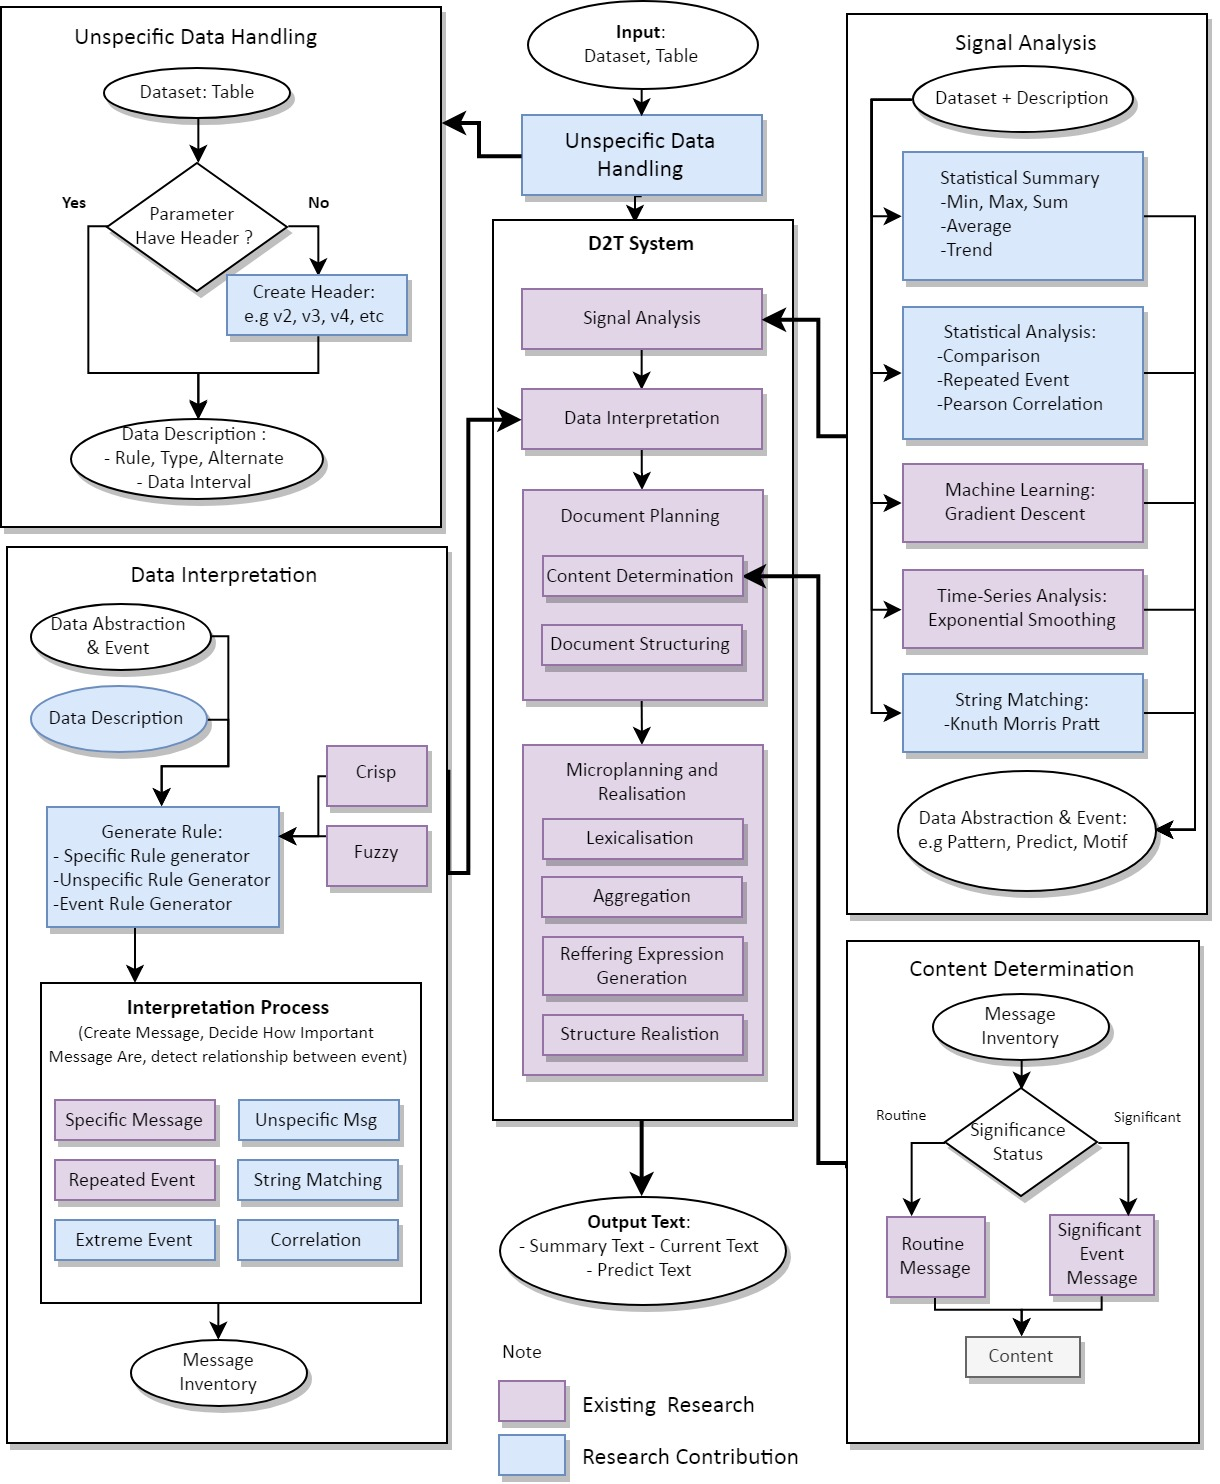 Unspecific Data Handling
Dataset: Table
Yes
No
Parameter
Have Header ?
Create Header:
e.g v2, v3, v4, etc
Data Description :
- Rule, Type, Alternate
- Data Interval
Input:
Dataset, Table
Unspecific Data
Handling
D2T System
Signal Analysis
Data Interpretation
Document Planning
Content Determination
Document Structuring
Microplanning and
Realisation
Lexicalisation
Aggregation
Reffering Expression
Generation
Structure Realistion
Output Text:
- Summary Text - Current Text
- Predict Text
Signal Analysis
Dataset + Description
Statistical Summary
-Min, Max, Sum
-Average
-Trend
Statistical Analysis:
-Comparison
-Repeated Event
-Pearson Correlation
Machine Learning:
Gradient Descent
Time-Series Analysis:
Exponential Smoothing
String Matching:
-Knuth Morris Pratt
Data Abstraction & Event:
e.g Pattern, Predict, Motif
Data Interpretation
Data Abstraction
& Event
Data Description
Crisp
Fuzzy
Generate Rule:
- Specific Rule generator
-Unspecific Rule Generator
-Event Rule Generator
Interpretation Process
(Create Message, Decide How Important
Message Are, detect relationship between event)
Specific Message
Unspecific Msg
Repeated Event
String Matching
Extreme Event
Correlation
Message
Inventory
Content Determination
Message
Inventory
Routine
Significant
Significance
Status
Routine
Message
Significant
Event
Message
Content
Note
Existing Research
Research Contribution